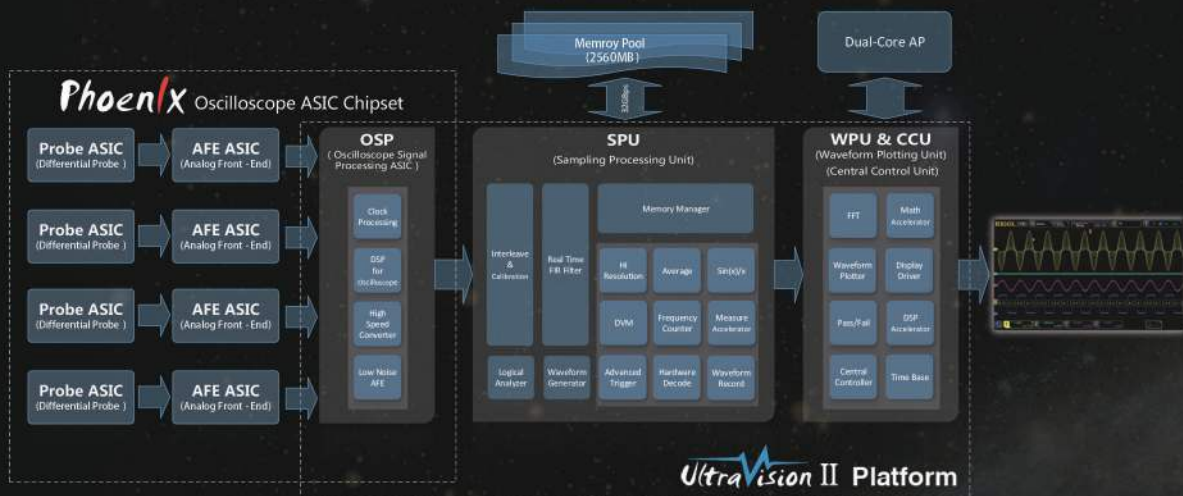 Memroy Pool
(2560MB)
Dual-Core AP
32GBps
Phoenix Oscilloscope ASIC Chipset
Probe ASIC
(Differential Probe )
AFE ASIC
(Analog Front - End)
Probe ASIC
(Differential Probe )
AFE ASIC
(Analog Front - End)
Probe ASIC
(Differential Probe )
AFE ASIC
(Analog Front - End)
Probe ASIC
(Differential Probe )
AFE ASIC
(Analog Front - End)
OSP
( Oscilloscope Signal
Processing ASIC )
Clock
Processing
DSP
for
Oscilloscope
High
Speed
Converter
Low Noise
AFE
SPU
(Sampling Processing Unit)
Interleave
&
Calibration
Real Time
FIR Filter
Memory Manager
Hi
Resolution
Average
Sin(x)/x
DVM
Frequency
Counter
Measure
Accelerator
Logical
Analyzer
Waveform
Generator
Advanced
Trigger
Hardware
Decode
Waveform
Record
WPU & CCU
(Waveform Plotting Unit)
(Central Control Unit)
FFT
Math
Accelerator
Waveform
Plotter
Display
Driver
Pass/Fail
DSP
Accelerator
Central
Controller
Time Base
RIGOL
UltraVision II Platform